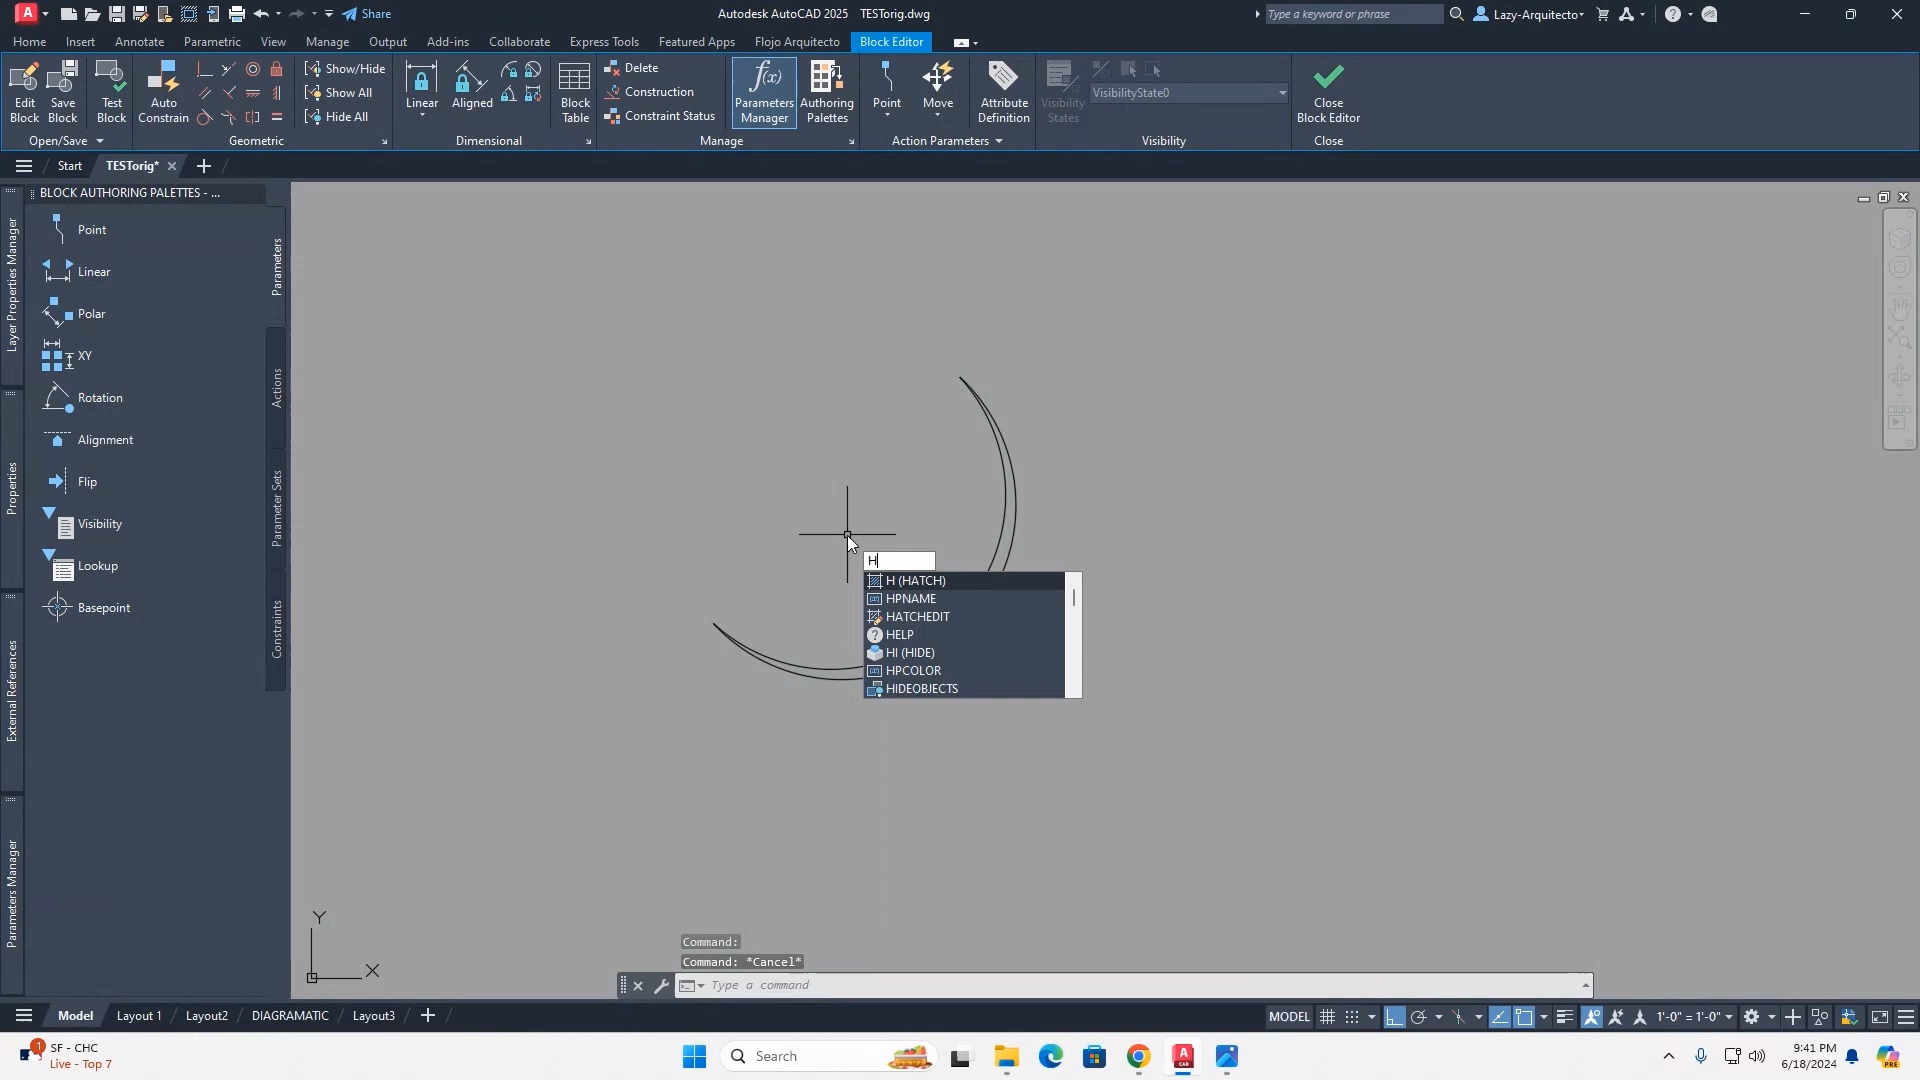 Share
Autodesk AutoCAD 2025 TESTorig.dwg
Type a keyword or phrase
Lazy-Arquitecto
Home Insert Annotate Parametric View Manage Output Add-ins Collaborate Express Tools Featured Apps Flojo Arquitecto Block Editor
Edit Block
Save Block
Test Block
Auto Constrain
Show/Hide
Show All
Hide All
Linear
Aligned
Block Table
Delete
Construction
Constraint Status
Parameters Manager
Authoring Palettes
Point
Move
Attribute Definition
Visibility States
VisibilityState0
Close Block Editor
Open/Save
Geometric
Dimensional
Manage
Action Parameters
Visibility
Close
Start
TESTorig*
BLOCK AUTHORING PALETTES - ...
Point
Linear
Polar
XY
Rotation
Alignment
Flip
Visibility
Lookup
Basepoint
Parameters
Actions
Parameter Sets
Constraints
Layer Properties Manager
Properties
External References
Parameters Manager
H
H (HATCH)
HPNAME
HATCHEDIT
HELP
HI (HIDE)
HPCOLOR
HIDEOBJECTS
Y
X
Command:
Command: *Cancel*
Type a command
Model
Layout 1
Layout2
DIAGRAMATIC
Layout3
MODEL
1'-0" = 1'-0"
1
SF - CHC
Live - Top 7
Search
9:41 PM
6/18/2024